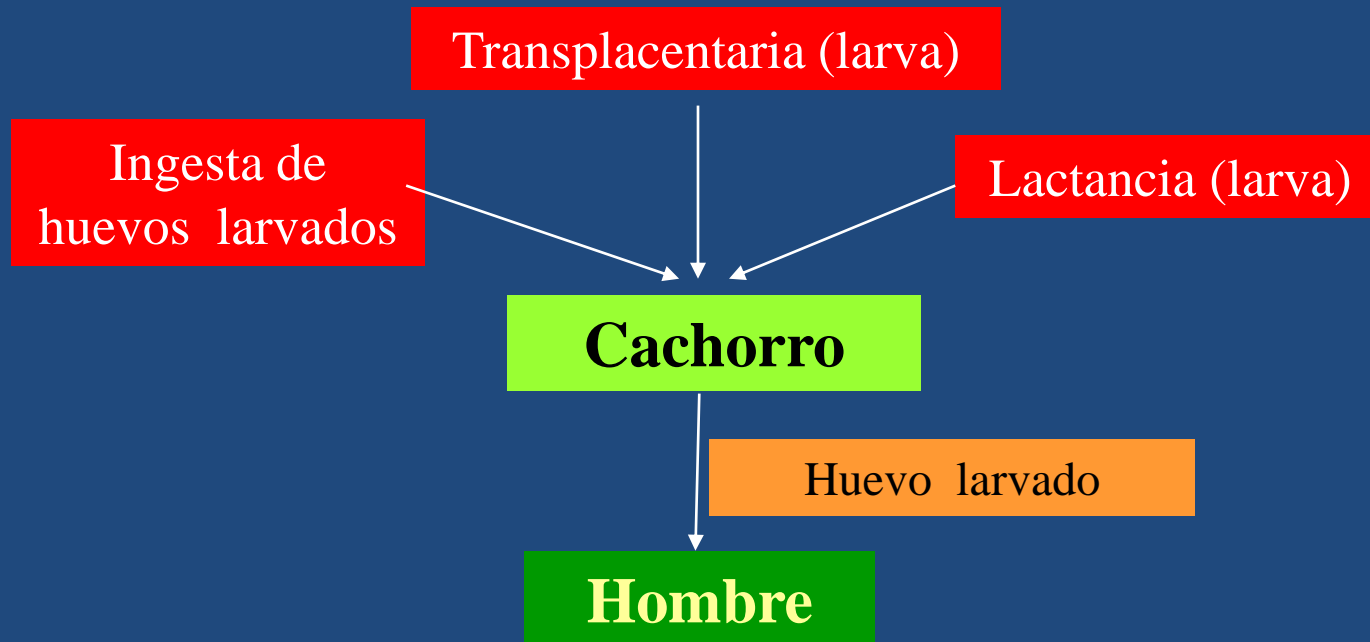 Transplacentaria (larva)
Ingesta de
huevos larvados
Lactancia (larva)
Cachorro
Huevo larvado
Hombre